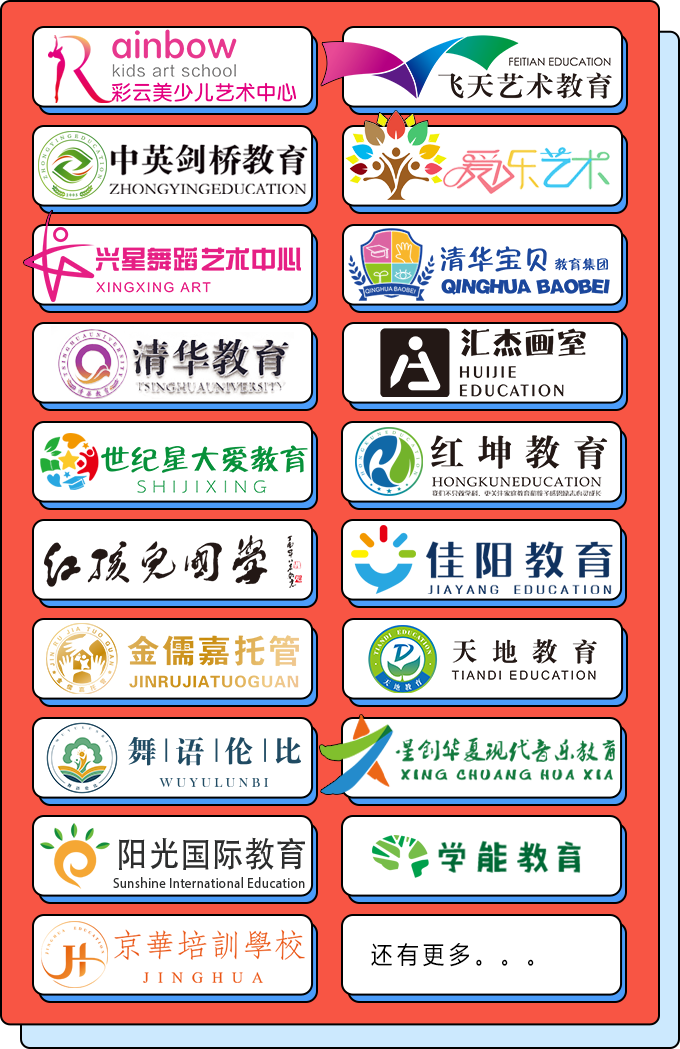 Rainbow
kids art school
彩云美少儿艺术中心
FEITIAN EDUCATION
飞天艺术教育
中英剑桥教育
ZHONGYINGEDUCATION
爱乐艺术
兴星舞蹈艺术中心
XINGXING ART
清华宝贝 教育集团
QINGHUA BAOBEI
QINGHUA BAOBEI
清华教育
TSINGHUAUNIVERSITY
汇杰画室
HUIJIE
EDUCATION
世纪星大爱教育
SHIJIXING
红坤教育
HONGKUNEDUCATION
红孩儿国学
佳阳教育
JIAYANG EDUCATION
金儒嘉托管
JINRUJIATUOGUAN
TIANDI EDUCATION
天地教育
天地教育
TIANDI EDUCATION
舞|语|伦|比
WUYULUNBI
星创华夏现代音乐教育
XING CHUANG HUA XIA
阳光国际教育
Sunshine International Education
学能教育
JH
京華培訓學校
JINGHUA
还有更多。。。